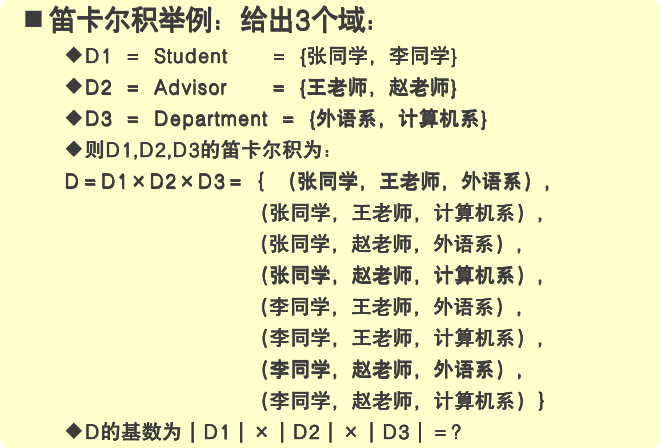 ■ 笛卡尔积举例：给出3个域：
◆D1 = Student = {张同学，李同学}
◆D2 = Advisor = {王老师，赵老师}
◆D3 = Department = {外语系，计算机系}
◆则D1,D2,D3的笛卡尔积为：
D＝D1×D2×D3＝｛（张同学，王老师，外语系），
（张同学，王老师，计算机系），
（张同学，赵老师，外语系），
（张同学，赵老师，计算机系），
（李同学，王老师，外语系），
（李同学，王老师，计算机系），
（李同学，赵老师，外语系），
（李同学，赵老师，计算机系）｝
◆D的基数为｜D1｜×｜D2｜×｜D3｜＝?